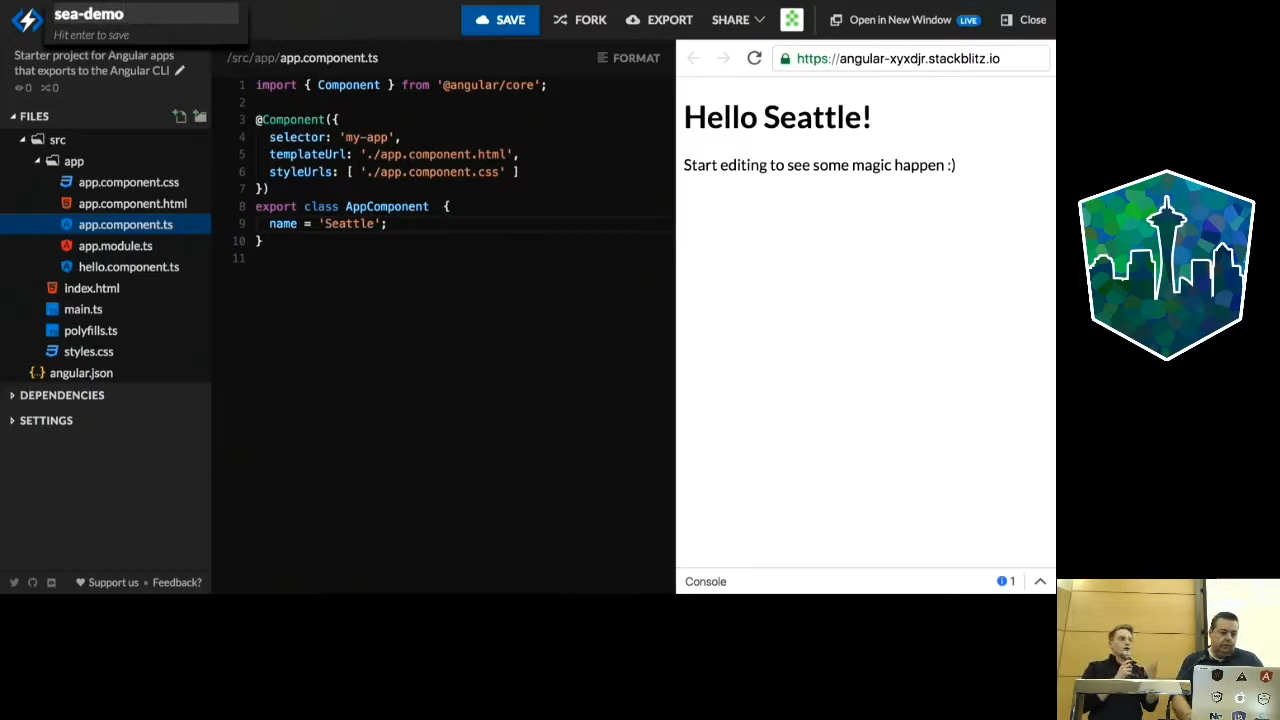 sea-demo
Hit enter to save
SAVE
FORK
EXPORT
SHARE
Open in New Window LIVE
Close
Starter project for Angular apps
that exports to the Angular CLI
0 0
FILES
src
app
app.component.css
app.component.html
app.component.ts
app.module.ts
hello.component.ts
index.html
main.ts
polyfills.ts
styles.css
angular.json
DEPENDENCIES
SETTINGS
Support us • Feedback?
/src/app/app.component.ts
FORMAT
1 import { Component } from '@angular/core';
2
3 @Component({
4 selector: 'my-app',
5 templateUrl: './app.component.html',
6 styleUrls: [ './app.component.css' ]
7 })
8 export class AppComponent {
9 name = 'Seattle';
10 }
11
https://angular-xyxdjr.stackblitz.io
Hello Seattle!
Start editing to see some magic happen :)
Console
1